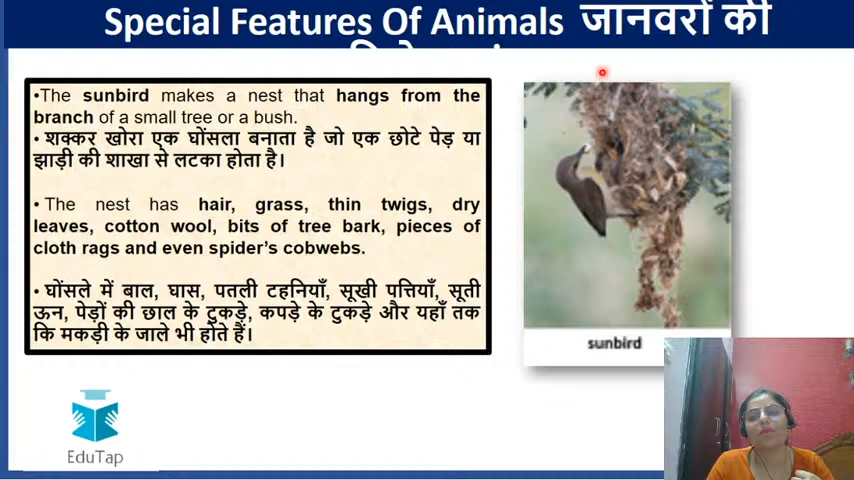 Special Features Of Animals जानवरों की
•The sunbird makes a nest that hangs from the
branch of a small tree or a bush.
• शक्कर खोरा एक घोंसला बनाता है जो एक छोटे पेड़ या
झाड़ी की शाखा से लटका होता है।
• The nest has hair, grass, thin twigs, dry
leaves, cotton wool, bits of tree bark, pieces of
cloth rags and even spider's cobwebs.
• घोंसले में बाल, घास, पतली टहनियाँ, सूखी पत्तियाँ, सूती
ऊन, पेड़ों की छाल के टुकड़े, कपड़े के टुकड़े और यहाँ तक
कि मकड़ी के जाले भी होते हैं।
sunbird
EduTap